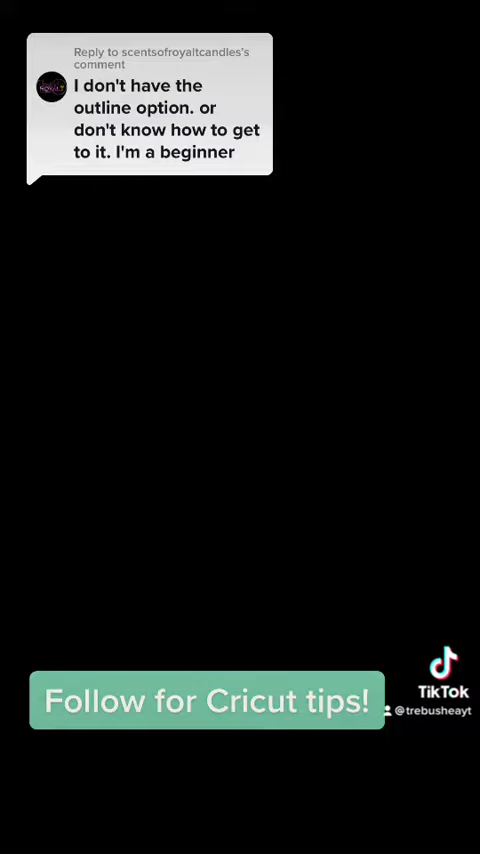 Reply to scentsofroyaltcandles's
comment
I don't have the
outline option. or
don't know how to get
to it. I'm a beginner
Follow for Cricut tips!
TikTok
@trebusheayt